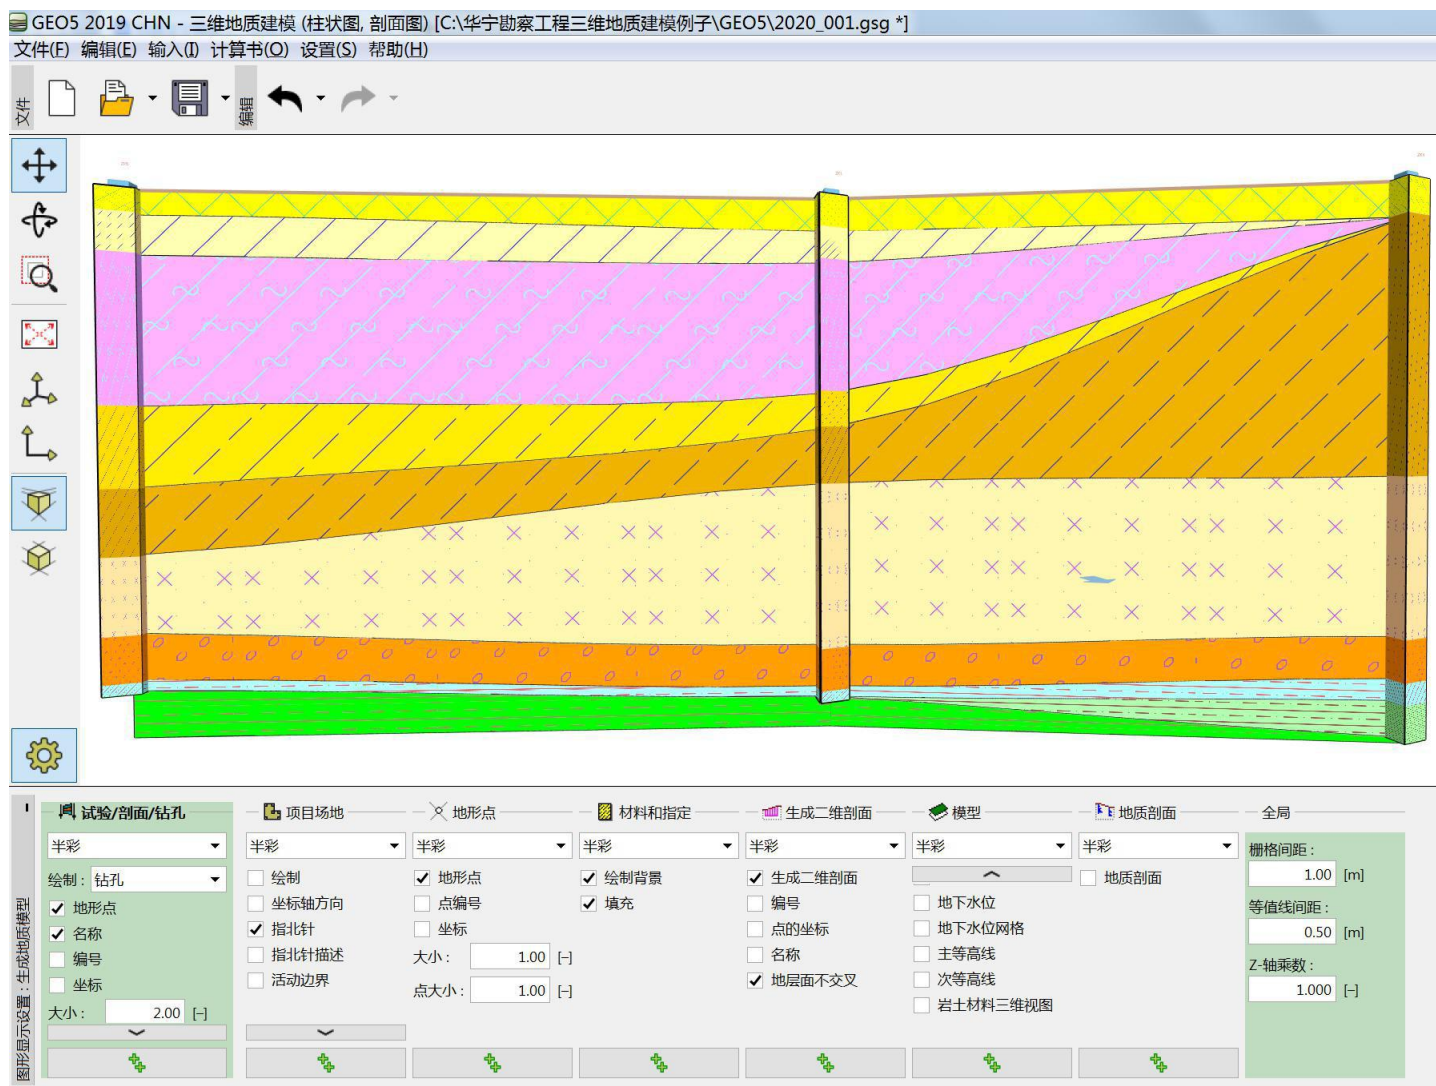 GEO5 2019 CHN - 三维地质建模 (柱状图, 剖面图) [C:\华宁勘察工程三维地质建模例子\GEO5\2020_001.gsg *]
文件(F) 编辑(E) 输入(I) 计算书(O) 设置(S) 帮助(H)
文件
编辑
图形显示设置 : 生成地质模型
试验/剖面/钻孔
半彩
绘制 : 钻孔
地形点
名称
编号
坐标
大小 : 2.00 [–]
项目场地
半彩
绘制
坐标轴方向
指北针
指北针描述
活动边界
地形点
半彩
地形点
点编号
坐标
大小 : 1.00 [–]
点大小 : 1.00 [–]
材料和指定
半彩
绘制背景
填充
生成二维剖面
半彩
生成二维剖面
编号
点的坐标
名称
地层面不交叉
模型
半彩
地下水位
地下水位网格
主等高线
次等高线
岩土材料三维视图
地质剖面
半彩
地质剖面
全局
栅格间距 :
1.00 [m]
等值线间距 :
0.50 [m]
Z-轴乘数 :
1.000 [–]